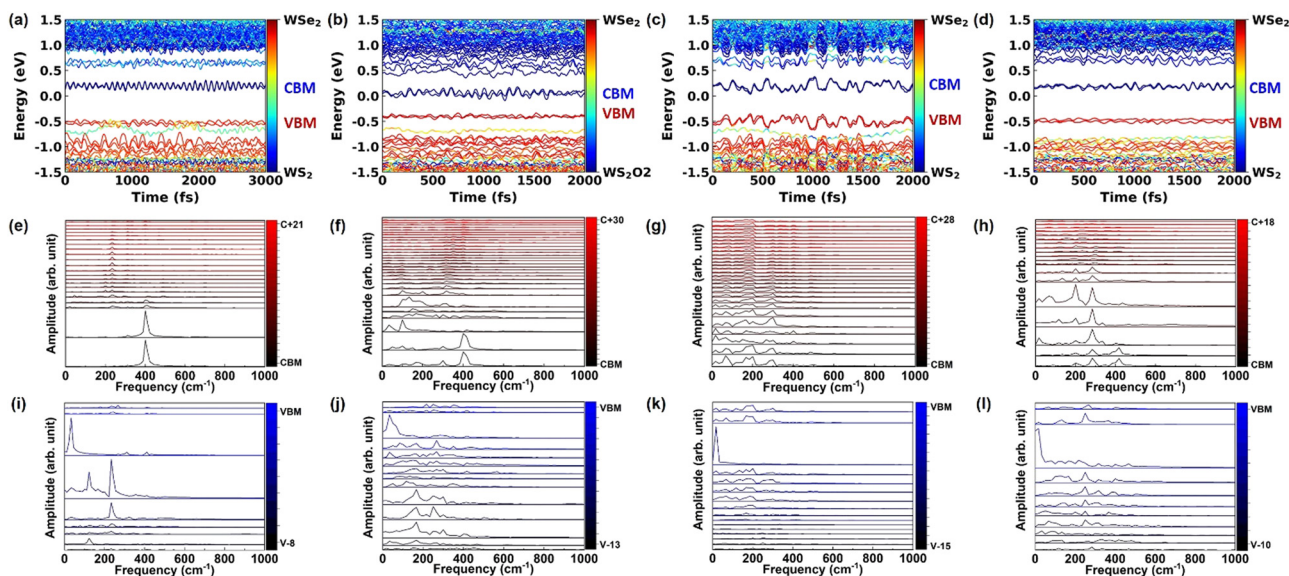 (a)
WSe₂
1.5
1.0
0.5
0.0
-0.5
-1.0
-1.5
Energy (eV)
CBM
VBM
WS₂
0 1000 2000 3000
Time (fs)
(b)
WSe₂
1.5
1.0
0.5
0.0
-0.5
-1.0
-1.5
Energy (eV)
CBM
VBM
WS₂O2
0 500 1000 1500 2000
Time (fs)
(c)
WSe₂
1.5
1.0
0.5
0.0
-0.5
-1.0
-1.5
Energy (eV)
CBM
VBM
WS₂
0 500 1000 1500 2000
Time (fs)
(d)
WSe₂
1.5
1.0
0.5
0.0
-0.5
-1.0
-1.5
Energy (eV)
CBM
VBM
WS₂
0 500 1000 1500 2000
Time (fs)
(e)
Amplitude (arb. unit)
C+21
CBM
0 200 400 600 800 1000
Frequency (cm⁻¹)
(f)
Amplitude (arb. unit)
C+30
CBM
0 200 400 600 800 1000
Frequency (cm⁻¹)
(g)
Amplitude (arb. unit)
C+28
CBM
0 200 400 600 800 1000
Frequency (cm⁻¹)
(h)
Amplitude (arb. unit)
C+18
CBM
0 200 400 600 800 1000
Frequency (cm⁻¹)
(i)
Amplitude (arb. unit)
VBM
V-8
0 200 400 600 800 1000
Frequency (cm⁻¹)
(j)
Amplitude (arb. unit)
VBM
V-13
0 200 400 600 800 1000
Frequency (cm⁻¹)
(k)
Amplitude (arb. unit)
VBM
V-15
0 200 400 600 800 1000
Frequency (cm⁻¹)
(l)
Amplitude (arb. unit)
VBM
V-10
0 200 400 600 800 1000
Frequency (cm⁻¹)